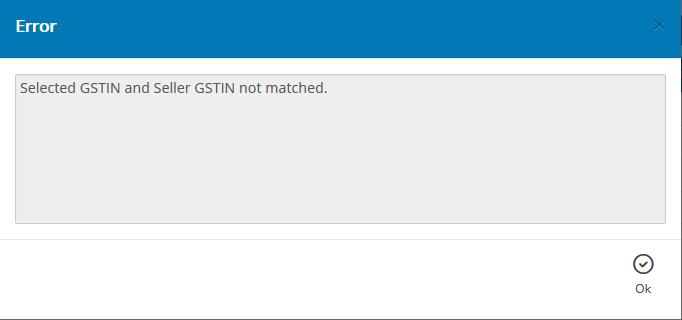 Error
Selected GSTIN and Seller GSTIN not matched.
Ok